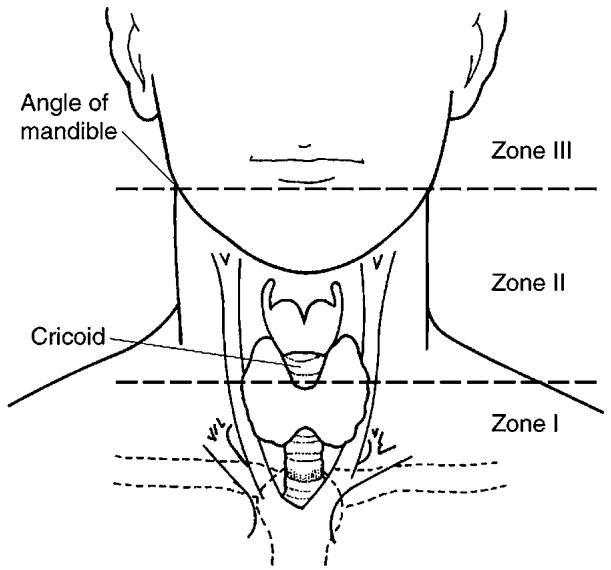 Angle of
mandible
Zone III
Zone II
Cricoid
Zone I